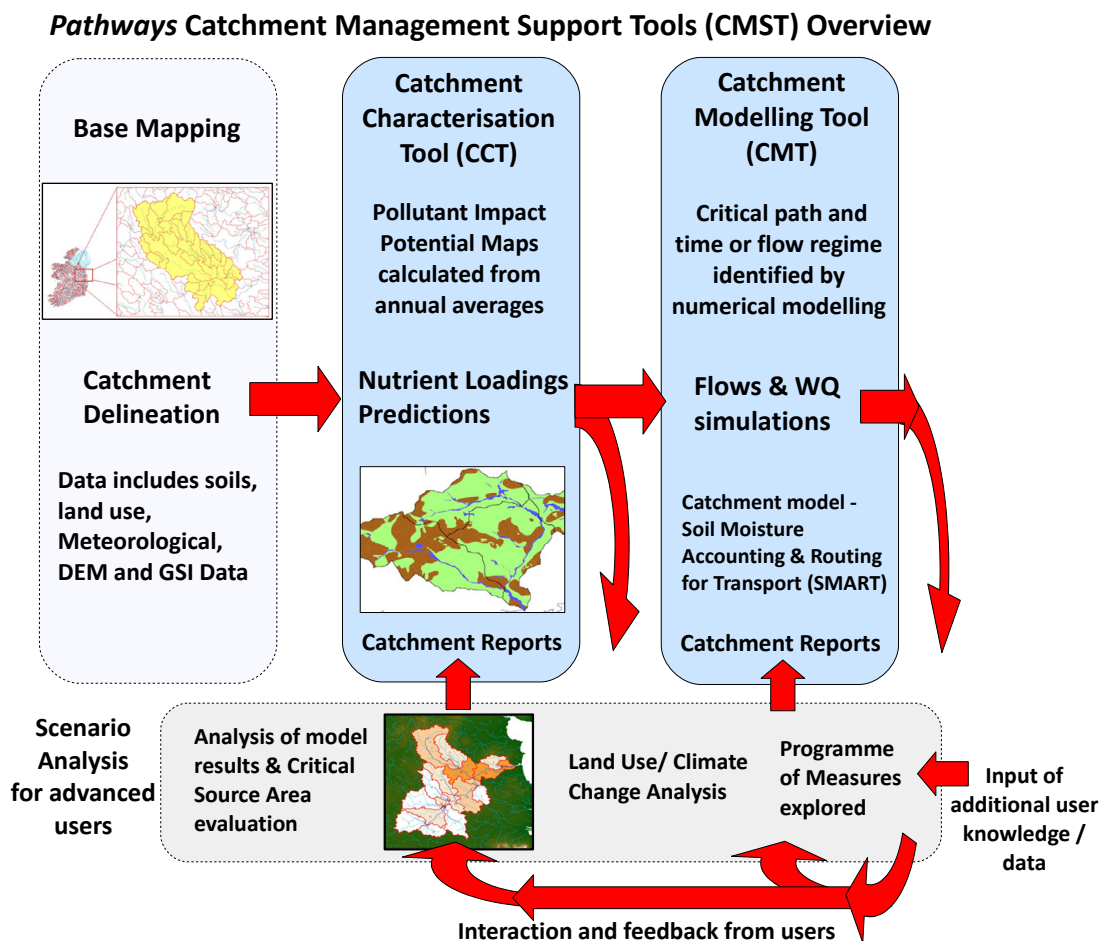 Pathways Catchment Management Support Tools (CMST) Overview
Base Mapping
Catchment
Delineation
Data includes soils,
land use,
Meteorological,
DEM and GSI Data
Catchment
Characterisation
Tool (CCT)
Pollutant Impact
Potential Maps
calculated from
annual averages
Nutrient Loadings
Predictions
Catchment Reports
Catchment
Modelling Tool
(CMT)
Critical path and
time or flow regime
identified by
numerical modelling
Flows & WQ
simulations
Catchment model -
Soil Moisture
Accounting & Routing
for Transport (SMART)
Catchment Reports
Scenario
Analysis
for advanced
users
Analysis of model
results & Critical
Source Area
evaluation
Land Use/ Climate
Change Analysis
Programme
of Measures
explored
Input of
additional user
knowledge /
data
Interaction and feedback from users